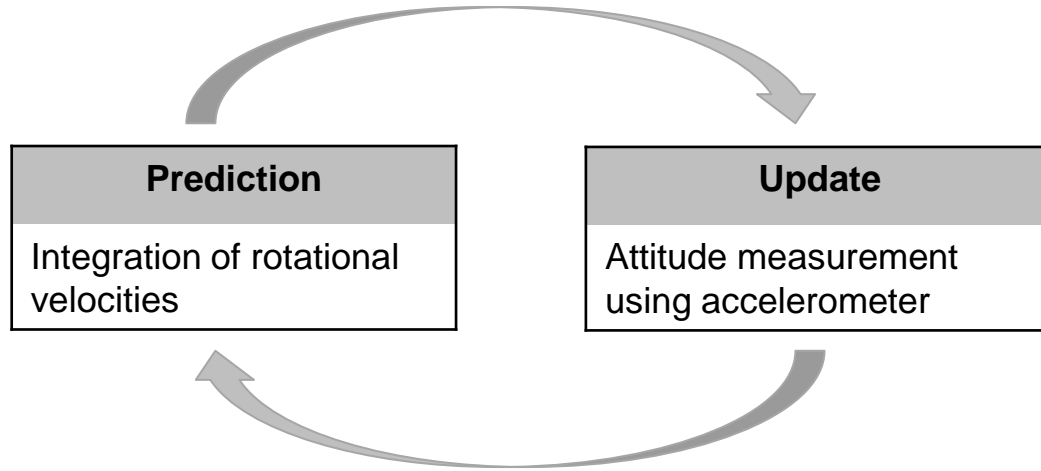 Prediction
Integration of rotational
velocities
Update
Attitude measurement
using accelerometer